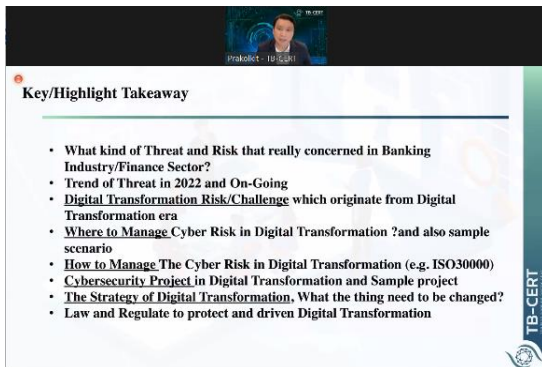 TB-CERT
Prakolkit - TB-CERT
Key/Highlight Takeaway
• What kind of Threat and Risk that really concerned in Banking
Industry/Finance Sector?
• Trend of Threat in 2022 and On-Going
• Digital Transformation Risk/Challenge which originate from Digital
Transformation era
• Where to Manage Cyber Risk in Digital Transformation ?and also sample
scenario
• How to Manage The Cyber Risk in Digital Transformation (e.g. ISO30000)
• Cybersecurity Project in Digital Transformation and Sample project
• The Strategy of Digital Transformation, What the thing need to be changed?
• Law and Regulate to protect and driven Digital Transformation
TB-CERT